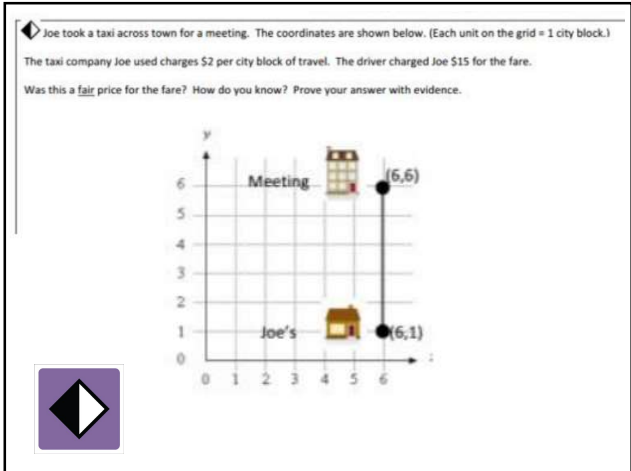 Joe took a taxi across town for a meeting. The coordinates are shown below. (Each unit on the grid = 1 city block.)
The taxi company Joe used charges $2 per city block of travel. The driver charged Joe $15 for the fare.
Was this a fair price for the fare? How do you know? Prove your answer with evidence.
y
6 Meeting (6,6)
5
4
3
2
1 Joe's (6,1)
0
0 1 2 3 4 5 6